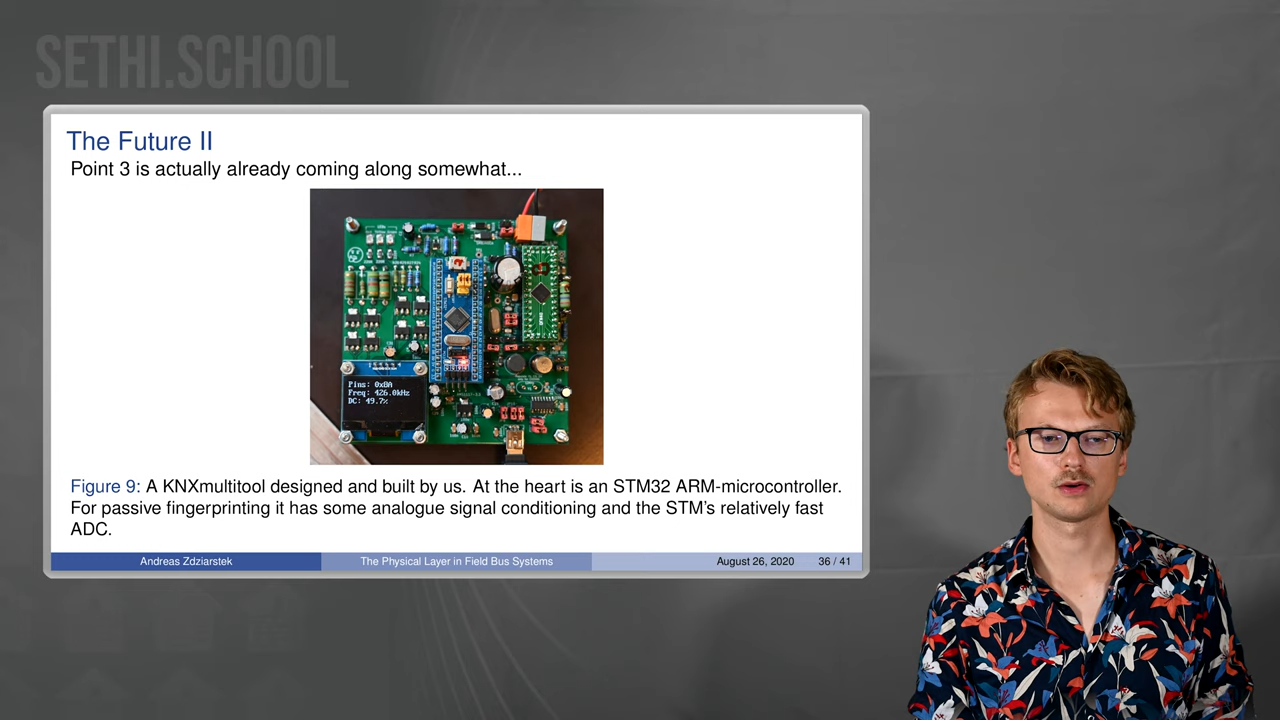 SETHI.SCHOOL
The Future II
Point 3 is actually already coming along somewhat...
Pins: 0x0A
Freq: 426.0kHz
DC: 49.7%
Figure 9: A KNXmultitool designed and built by us. At the heart is an STM32 ARM-microcontroller.
For passive fingerprinting it has some analogue signal conditioning and the STM's relatively fast
ADC.
Andreas Zdziarstek
The Physical Layer in Field Bus Systems
August 26, 2020
36 / 41